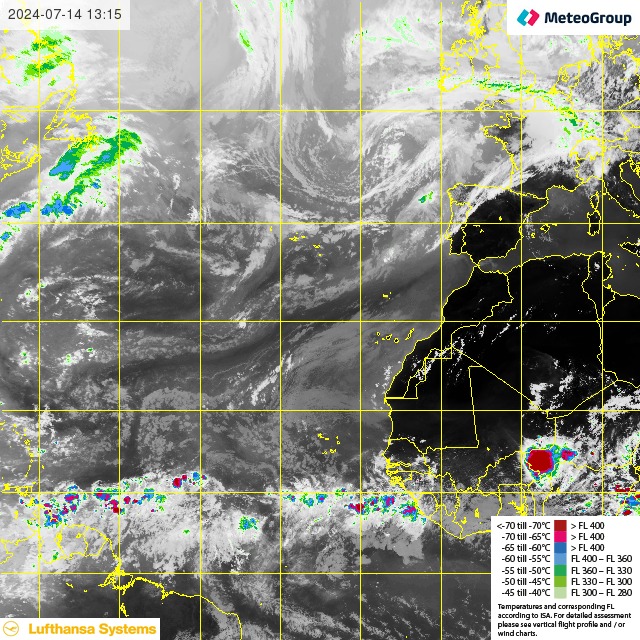 2024-07-14 13:15
MeteoGroup
<-70 till -70°C > FL 400
-70 till -65°C > FL 400
-65 till -60°C > FL 400
-60 till -55°C FL 400 – FL 360
-55 till -50°C FL 360 – FL 330
-50 till -45°C FL 330 – FL 300
-45 till -40°C FL 300 – FL 280
Temperatures and corresponding FL
according to ISA. For detailed assessment
please see vertical flight profile and / or
wind charts.
Lufthansa Systems